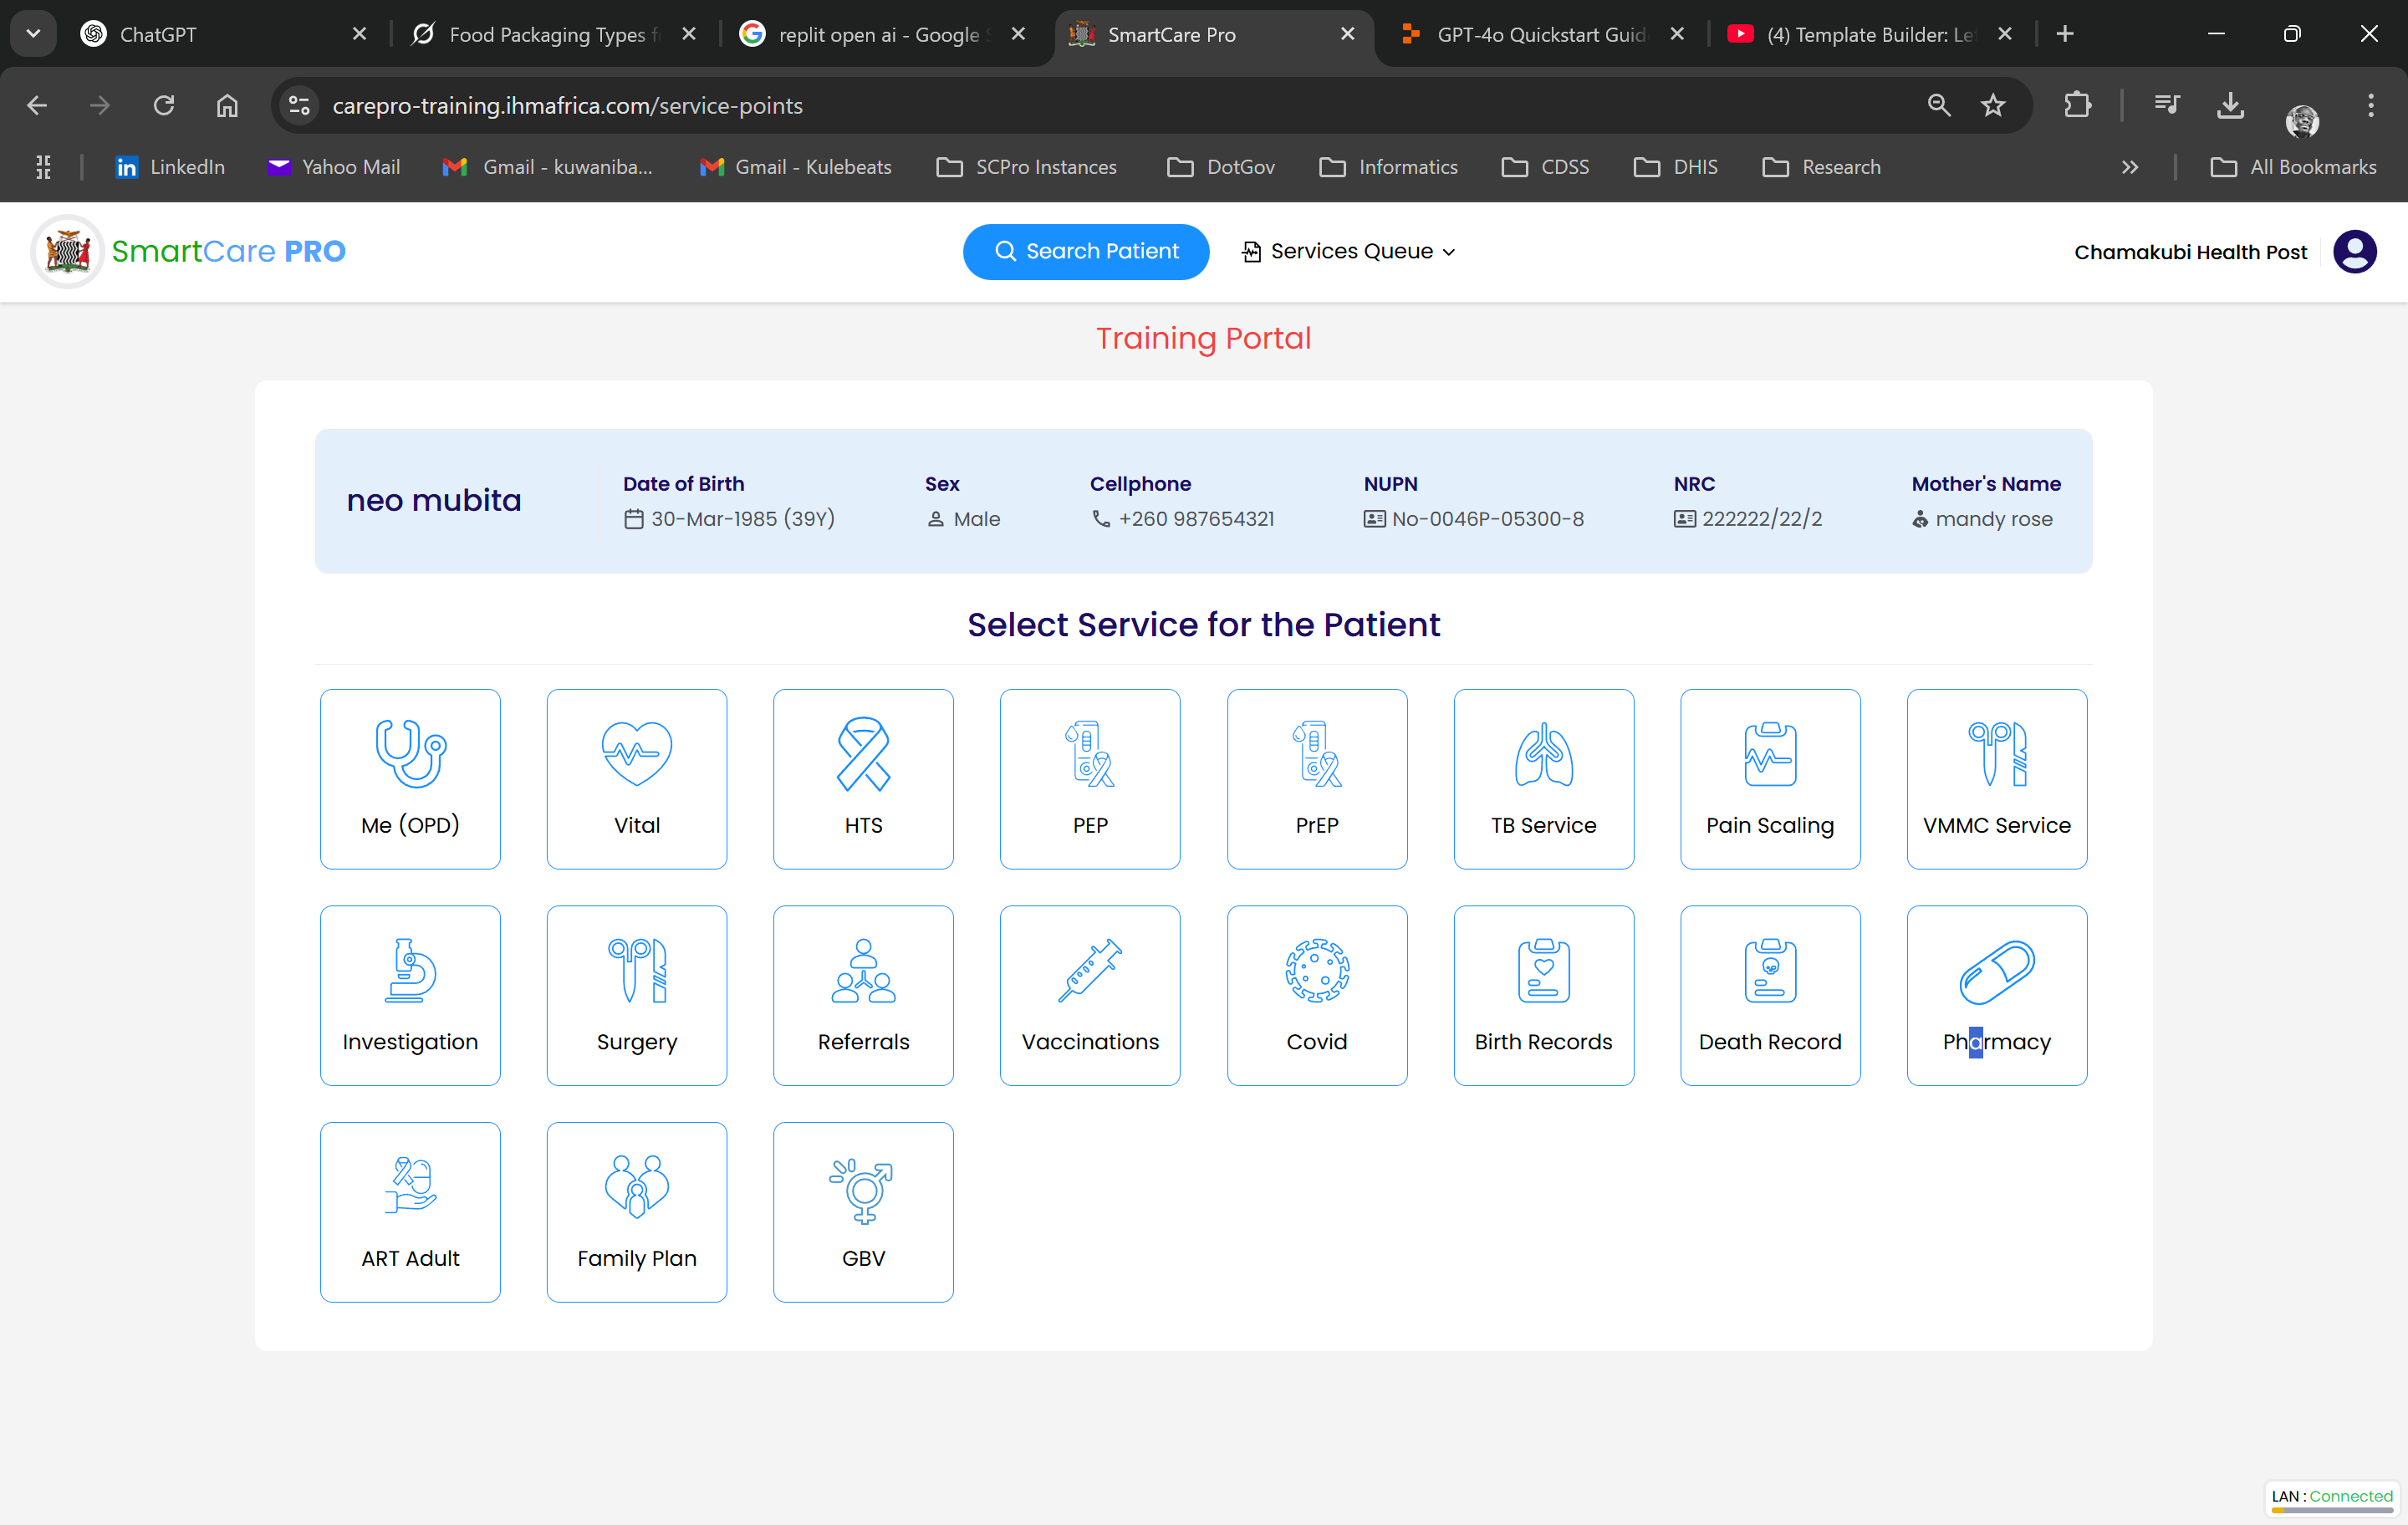 ChatGPT
Food Packaging Types f
replit open ai - Google S
SmartCare Pro
GPT-4o Quickstart Guid
(4) Template Builder: Le
carepro-training.ihmafrica.com/service-points
LinkedIn
Yahoo Mail
Gmail - kuwaniba...
Gmail - Kulebeats
SCPro Instances
DotGov
Informatics
CDSS
DHIS
Research
All Bookmarks
SmartCare PRO
Search Patient
Services Queue
Chamakubi Health Post
Training Portal
neo mubita
Date of Birth
30-Mar-1985 (39Y)
Sex
Male
Cellphone
+260 987654321
NUPN
No-0046P-05300-8
NRC
222222/22/2
Mother's Name
mandy rose
Select Service for the Patient
Me (OPD)
Vital
HTS
PEP
PrEP
TB Service
Pain Scaling
VMMC Service
Investigation
Surgery
Referrals
Vaccinations
Covid
Birth Records
Death Record
Pharmacy
ART Adult
Family Plan
GBV
LAN : Connected